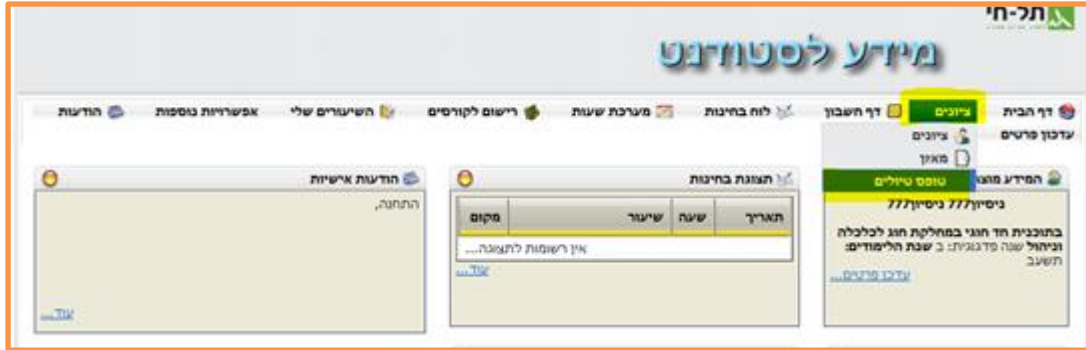 תל-חי
מידע לסטודנט
דף הבית ציונים דף חשבון לוח בחינות מערכת שעות רישום לקורסים השיעורים שלי אפשרויות נוספות הודעות
עדכון פרטים
ציונים
מאזן
טופס טיולים
המידע מוצג
ניסיון777 ניסיון777
בתוכנית חד חוגי במחלקת חוג לכלכלה
וניהול שנה פדגוגית: ב שנת הלימודים:
תשעב
עדכן פרטים...
תצוגת בחינות
תאריך שעה שיעור מקום
אין רשומות לתצוגה...
עוד...
הודעות אישיות
התחנה,
עוד...